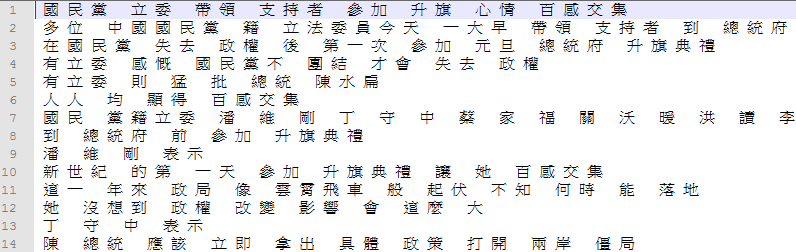 國民黨 立委 帶領 支持者 參加 升旗 心情 百感交集
多位 中國國民黨 籍 立法委員今天 一大早 帶領 支持者 到 總統府
在國民黨 失去 政權 後 第一次 參加 元旦 總統府 升旗典禮
有立委 感慨 國民黨不 團結 才會 失去 政權
有立委 則 猛批 總統 陳水扁
人人 均 顯得 百感交集
國民 黨籍立委 潘 維 剛 丁 守 中 蔡 家 福 關 沃 暖 洪 讀 李
到 總統府 前 參加 升旗典禮
潘 維 剛 表示
新世紀 的第 一天 參加 升旗典禮 讓 她 百感交集
這一 年來 政局 像 雲霄飛車 般 起伏 不知 何時 能 落地
她 沒想到 政權 改變 影響 會 這麼 大
丁 守 中 表示
陳 總統 應該 立即 拿出 具體 政策 打開 兩岸 僵局